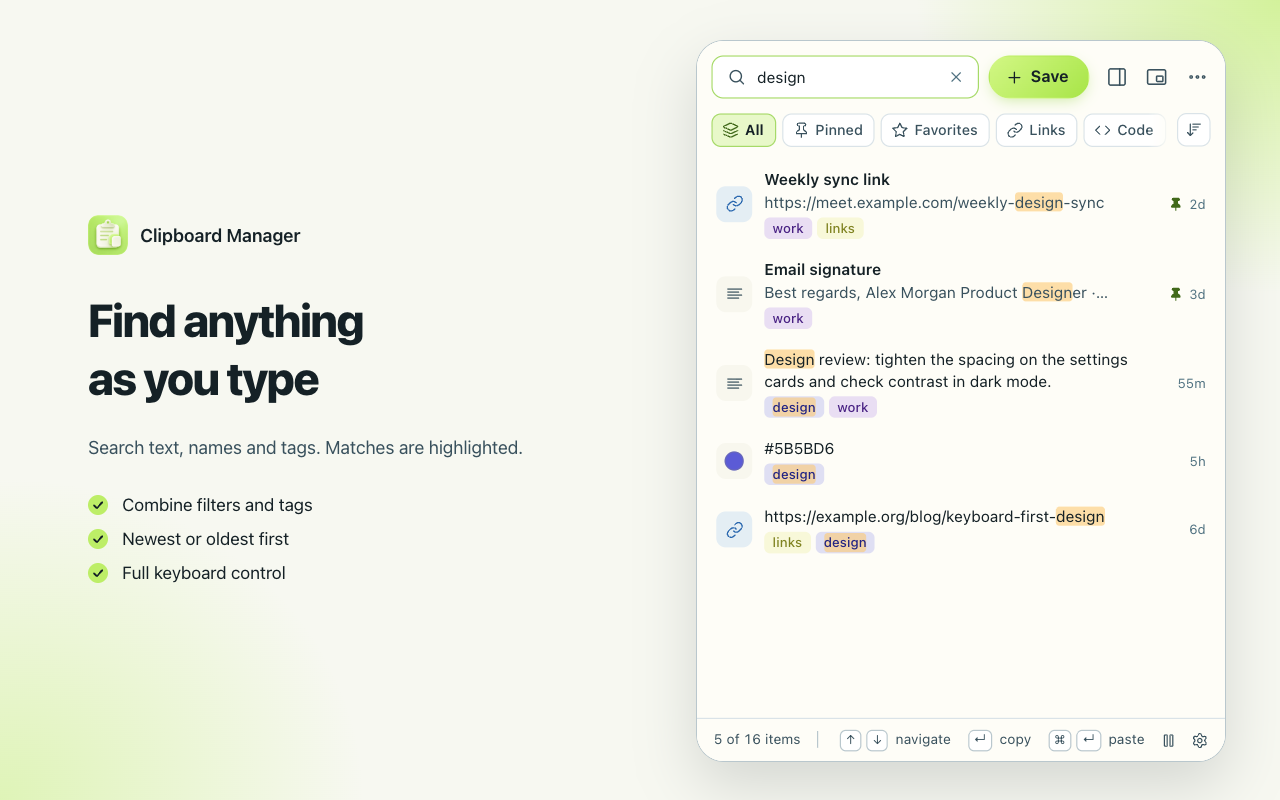 Clipboard Manager
Find anything
as you type
Search text, names and tags. Matches are highlighted.
Combine filters and tags
Newest or oldest first
Full keyboard control
design
+ Save
All
Pinned
Favorites
Links
Code
Weekly sync link
https://meet.example.com/weekly-design-sync
2d
work
links
Email signature
Best regards, Alex Morgan Product Designer ·...
3d
work
Design review: tighten the spacing on the settings
cards and check contrast in dark mode.
55m
design
work
#5B5BD6
5h
design
https://example.org/blog/keyboard-first-design
6d
links
design
5 of 16 items
↑ ↓ navigate
↵ copy
⌘ ↵ paste